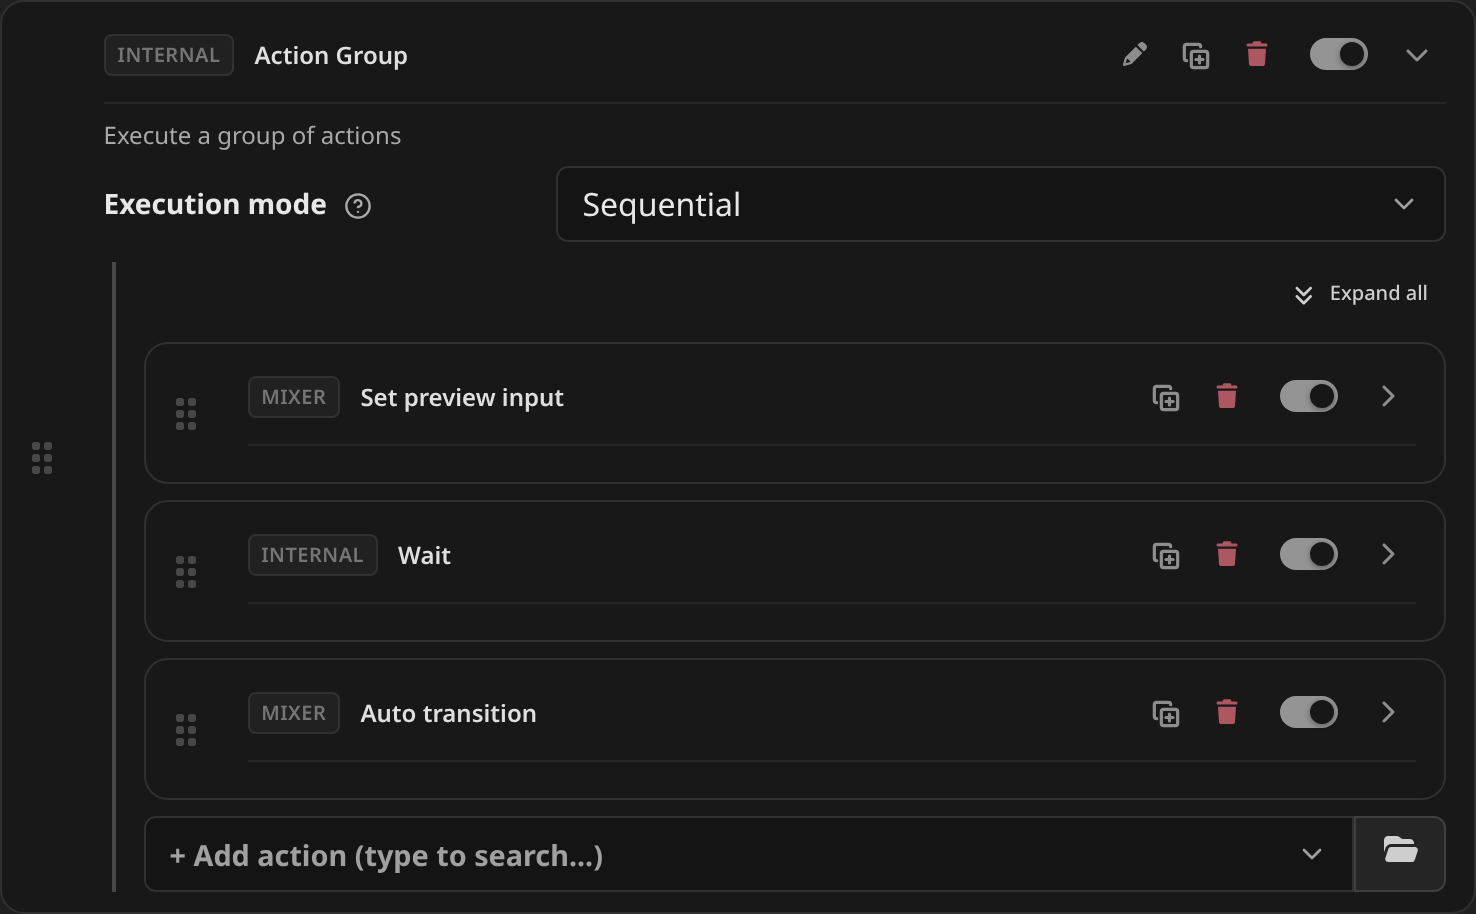 INTERNAL Action Group
Execute a group of actions
Execution mode Sequential
Expand all
MIXER Set preview input
INTERNAL Wait
MIXER Auto transition
+ Add action (type to search...)